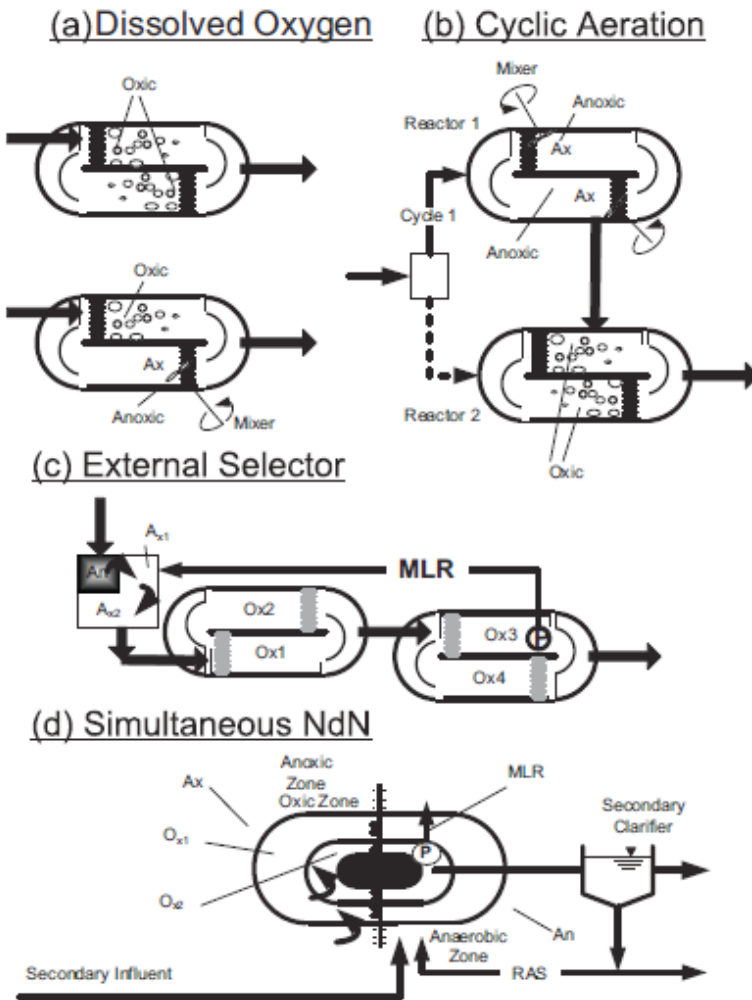 (a)Dissolved Oxygen
Oxic
Oxic
Ax
Anoxic
Mixer
(b) Cyclic Aeration
Mixer
Anoxic
Reactor 1
Ax
Cycle 1
Ax
Anoxic
Reactor 2
Oxic
(c) External Selector
Ax1
An
MLR
Ax2
Ox2
Ox1
Ox3
P
Ox4
(d) Simultaneous NdN
Anoxic
Zone
Oxic Zone
MLR
Ax
Secondary
Clarifier
Ox1
P
Ox2
An
Anaerobic
Zone
RAS
Secondary Influent